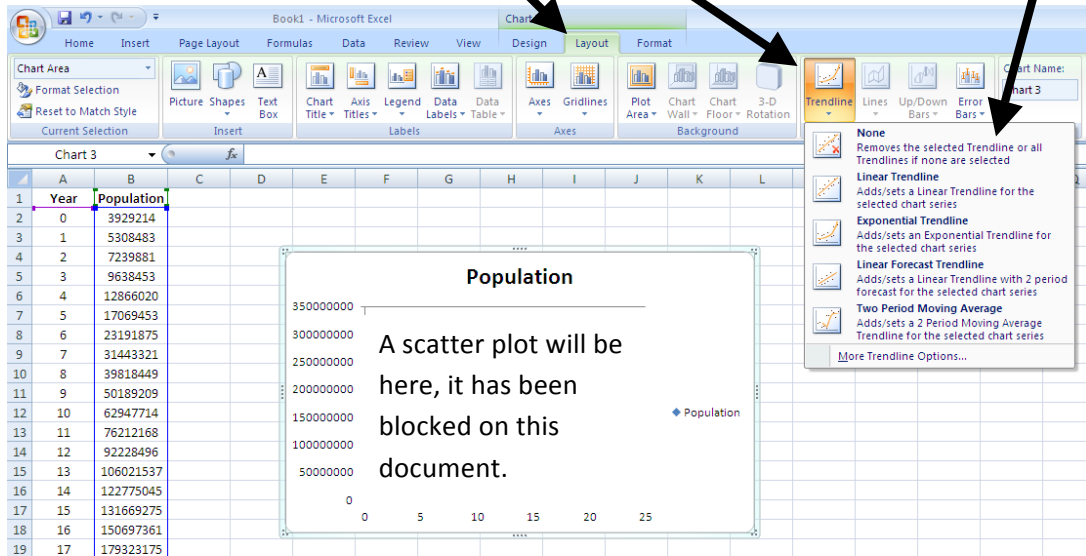 Book1 - Microsoft Excel
Chart
Home Insert Page Layout Formulas Data Review View Design Layout Format
Chart Area
Format Selection
Reset to Match Style
Current Selection
Picture Shapes Text Box
Insert
Chart Title Axis Titles Legend Data Labels Data Table
Labels
Axes Gridlines
Axes
Plot Area Chart Wall Chart Floor 3-D Rotation
Background
Trendline Lines Up/Down Bars Error Bars
Chart Name:
Chart 3
None
Removes the selected Trendline or all
Trendlines if none are selected
Linear Trendline
Adds/sets a Linear Trendline for the
selected chart series
Exponential Trendline
Adds/sets an Exponential Trendline for
the selected chart series
Linear Forecast Trendline
Adds/sets a Linear Trendline with 2 period
forecast for the selected chart series
Two Period Moving Average
Adds/sets a 2 Period Moving Average
Trendline for the selected chart series
More Trendline Options...
Chart 3 fx
A B C D E F G H I J K L
1 Year Population
2 0 3929214
3 1 5308483
4 2 7239881
5 3 9638453
6 4 12866020
7 5 17069453
8 6 23191875
9 7 31443321
10 8 39818449
11 9 50189209
12 10 62947714
13 11 76212168
14 12 92228496
15 13 106021537
16 14 122775045
17 15 131669275
18 16 150697361
19 17 179323175
Population
350000000
300000000
250000000
200000000
150000000
100000000
50000000
0
0 5 10 15 20 25
A scatter plot will be
here, it has been
blocked on this
document.
Population